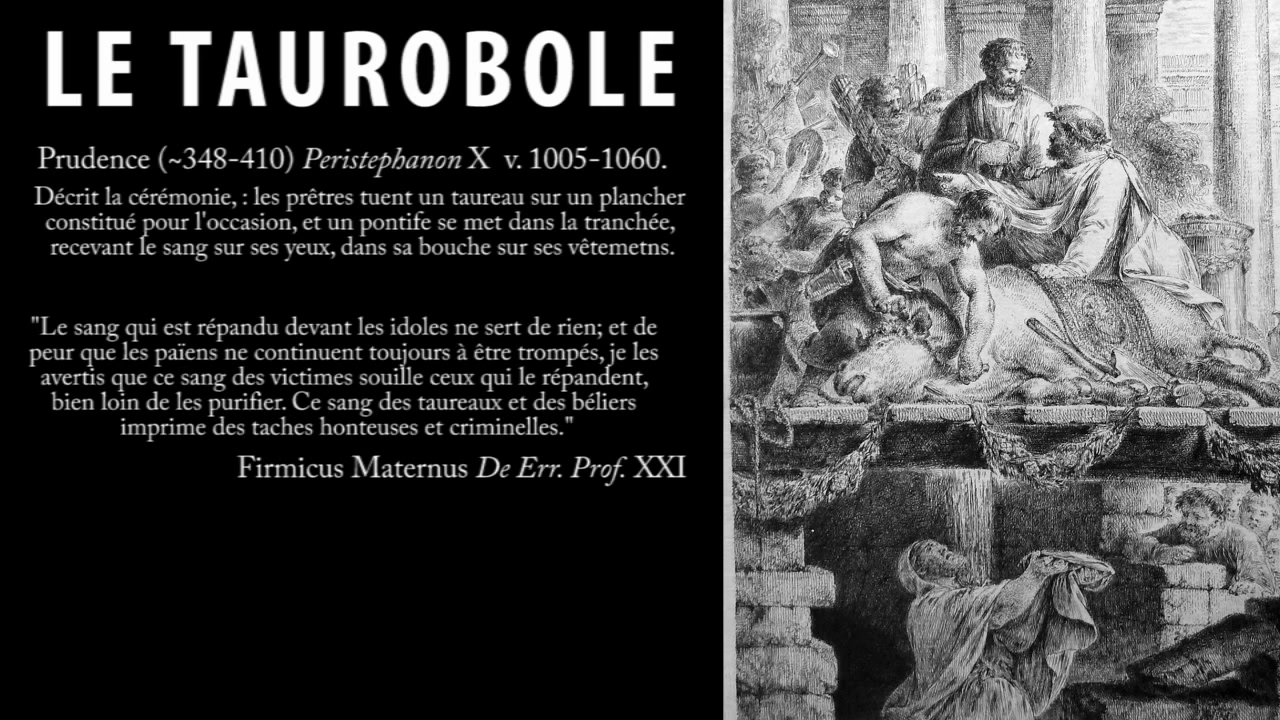 LE TAUROBOLE
Prudence (~348-410) Peristephanon X v. 1005-1060.
Décrit la cérémonie, : les prêtres tuent un taureau sur un plancher
constitué pour l'occasion, et un pontife se met dans la tranchée,
recevant le sang sur ses yeux, dans sa bouche sur ses vêtemetns.
"Le sang qui est répandu devant les idoles ne sert de rien; et de
peur que les païens ne continuent toujours à être trompés, je les
avertis que ce sang des victimes souille ceux qui le répandent,
bien loin de les purifier. Ce sang des taureaux et des béliers
imprime des taches honteuses et criminelles."
Firmicus Maternus De Err. Prof. XXI